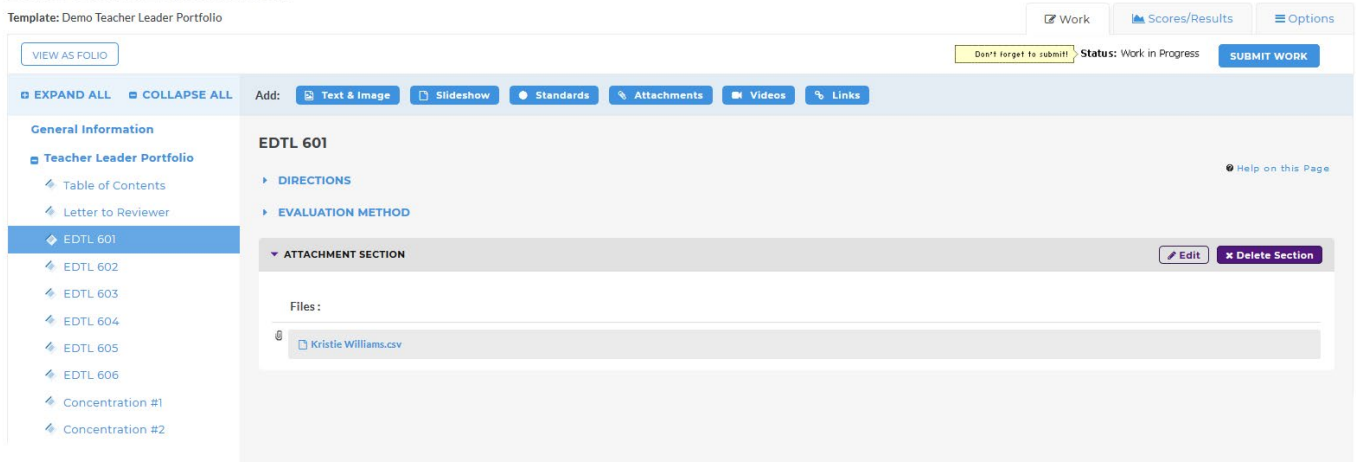 Template: Demo Teacher Leader Portfolio
Work
Scores/Results
Options
VIEW AS FOLIO
Don't forget to submit!
Status: Work in Progress
SUBMIT WORK
EXPAND ALL
COLLAPSE ALL
Add:
Text & Image
Slideshow
Standards
Attachments
Videos
Links
General Information
Teacher Leader Portfolio
Table of Contents
Letter to Reviewer
EDTL 601
EDTL 602
EDTL 603
EDTL 604
EDTL 605
EDTL 606
Concentration #1
Concentration #2
EDTL 601
Help on this Page
DIRECTIONS
EVALUATION METHOD
ATTACHMENT SECTION
Edit
Delete Section
Files :
Kristie Williams.csv